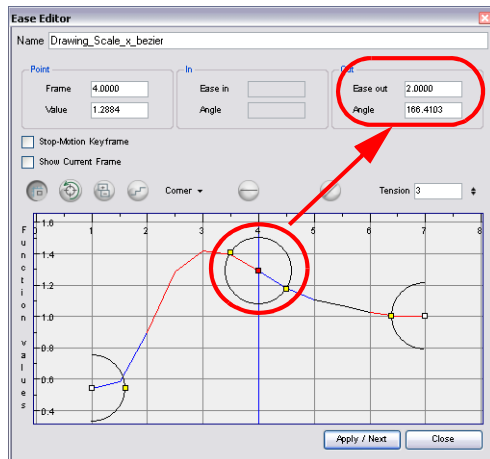 Ease Editor
Name Drawing_Scale_x_bezier
Point
In
Out
Frame 4.0000
Ease in
Ease out 2.0000
Value 1.2884
Angle
Angle 166.4103
Stop-Motion Keyframe
Show Current Frame
Corner
Tension 3
0 1 2 3 4 5 6 7 8
Function values
1.6
1.4
1.2
1.0
0.8
0.6
0.4
Apply / Next
Close